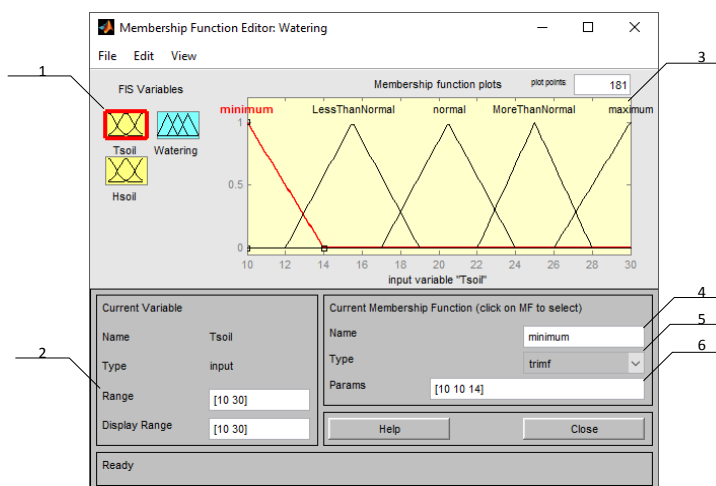 Membership Function Editor: Watering
File Edit View
1
3
FIS Variables
Membership function plots
plot points:
181
minimum LessThanNormal normal MoreThanNormal maximum
1
0.5
0
10 12 14 16 18 20 22 24 26 28 30
input variable "Tsoil"
Tsoil Watering
Hsoil
Current Variable
Name Tsoil
Type input
2
Range [10 30]
Display Range [10 30]
Current Membership Function (click on MF to select)
4
Name minimum
5
Type trimf
6
Params [10 10 14]
Help Close
Ready